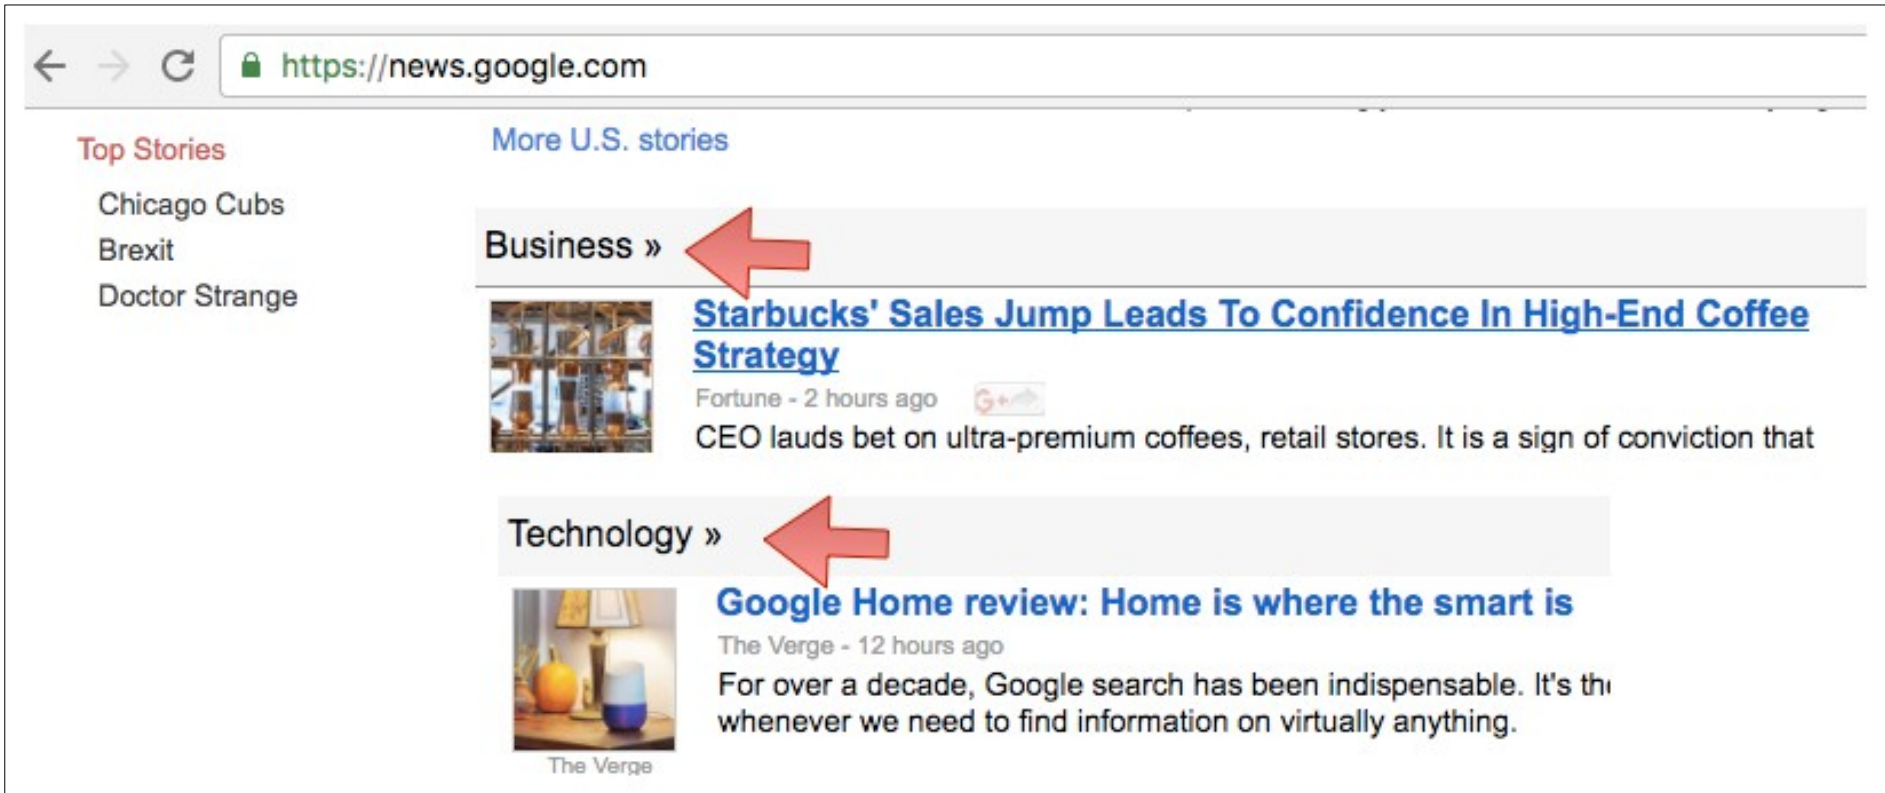 https://news.google.com
Top Stories
Chicago Cubs
Brexit
Doctor Strange
More U.S. stories
Business »
Starbucks' Sales Jump Leads To Confidence In High-End Coffee
Strategy
Fortune - 2 hours ago G+
CEO lauds bet on ultra-premium coffees, retail stores. It is a sign of conviction that
Technology »
Google Home review: Home is where the smart is
The Verge - 12 hours ago
For over a decade, Google search has been indispensable. It's
whenever we need to find information on virtually anything.
The Verge